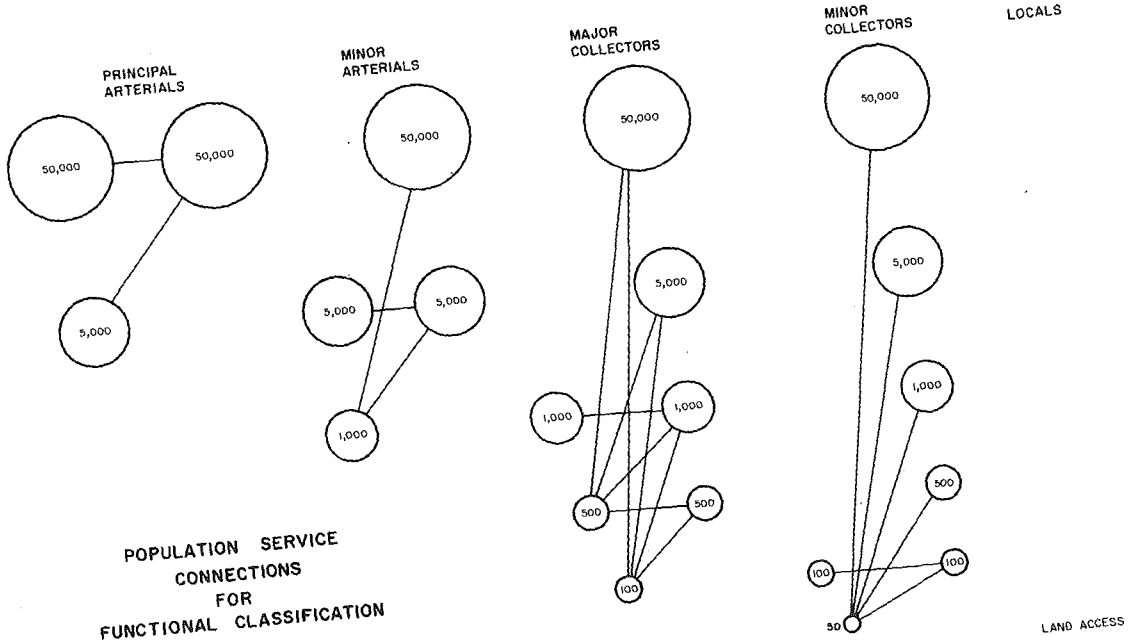 PRINCIPAL
ARTERIALS
50,000
50,000
5,000
MINOR
ARTERIALS
50,000
5,000
5,000
1,000
MAJOR
COLLECTORS
50,000
5,000
1,000
1,000
500
500
100
MINOR
COLLECTORS
50,000
5,000
1,000
500
100
100
50
LOCALS
LAND ACCESS
POPULATION SERVICE
CONNECTIONS
FOR
FUNCTIONAL CLASSIFICATION